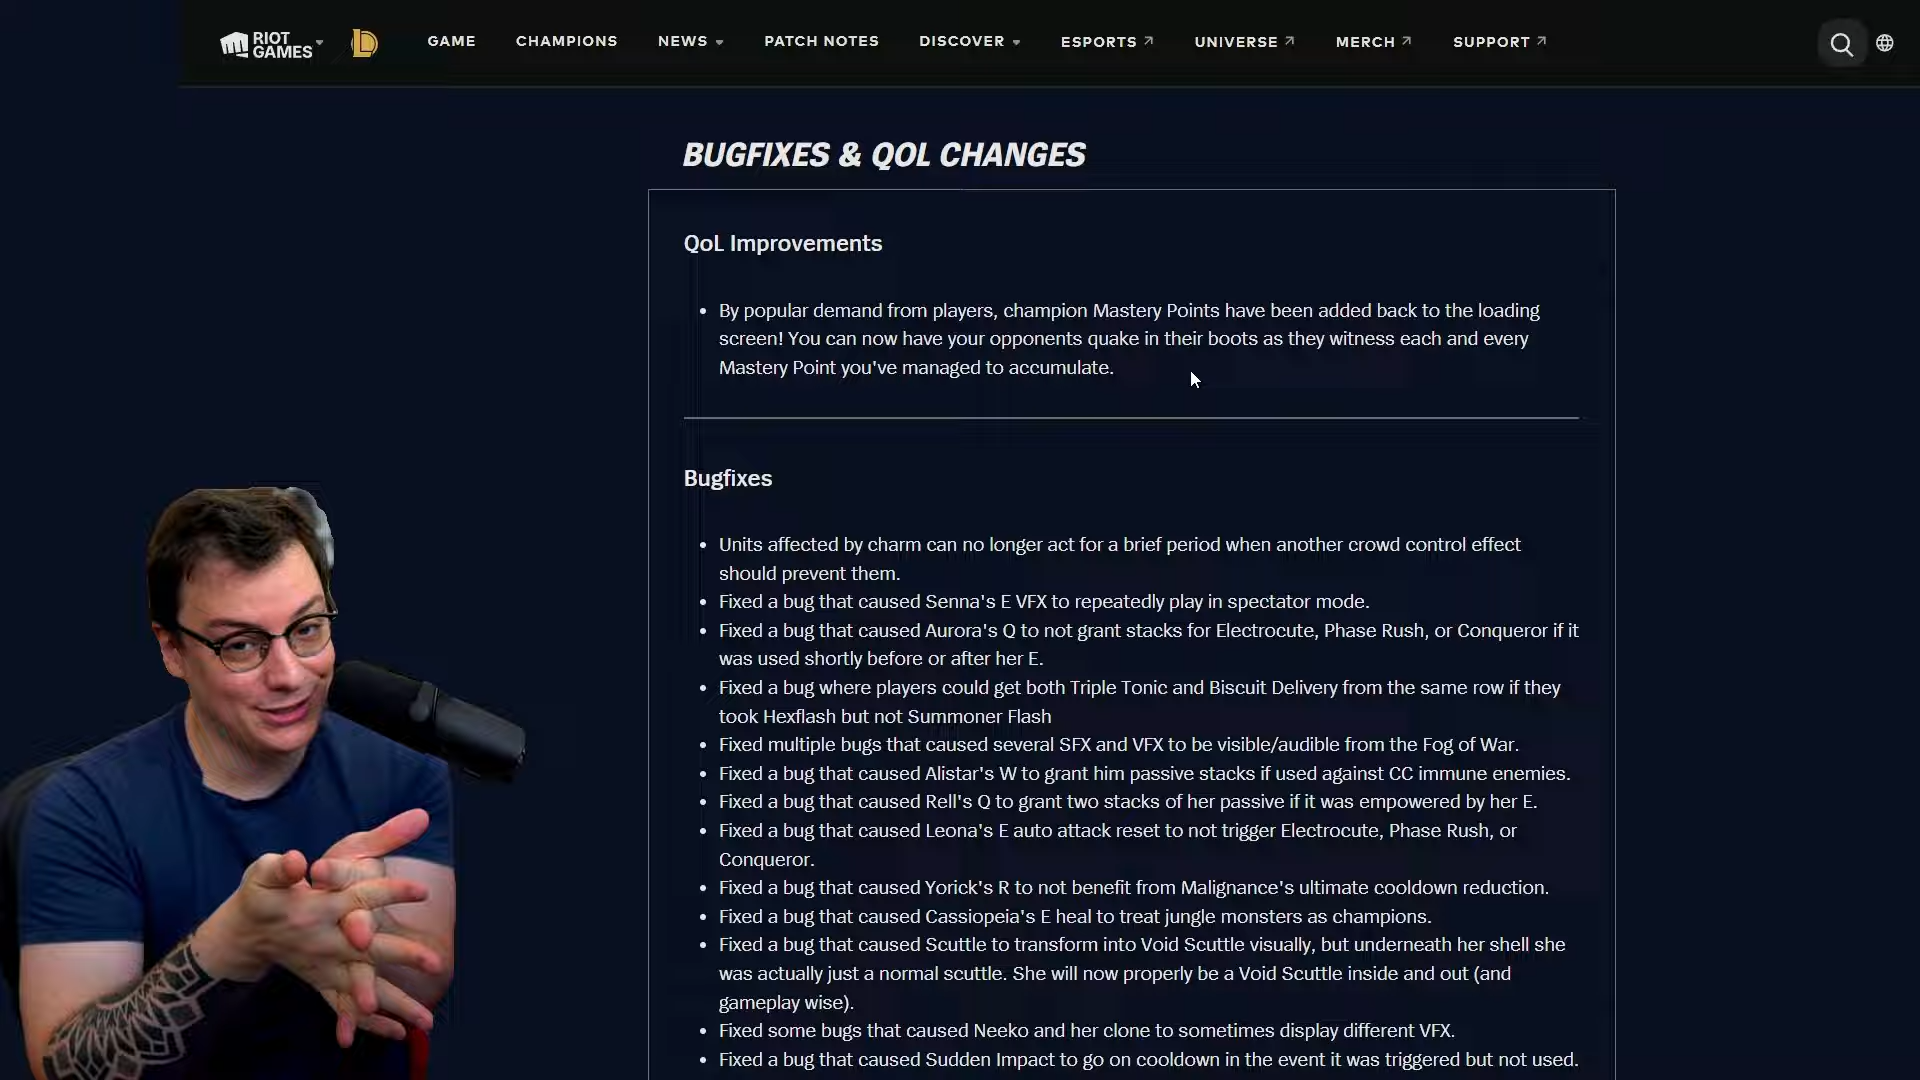 RIOT GAMES
GAME CHAMPIONS NEWS PATCH NOTES DISCOVER ESPORTS UNIVERSE MERCH SUPPORT
BUGFIXES & QOL CHANGES
QoL Improvements
• By popular demand from players, champion Mastery Points have been added back to the loading
screen! You can now have your opponents quake in their boots as they witness each and every
Mastery Point you've managed to accumulate.
Bugfixes
• Units affected by charm can no longer act for a brief period when another crowd control effect
should prevent them.
• Fixed a bug that caused Senna's E VFX to repeatedly play in spectator mode.
• Fixed a bug that caused Aurora's Q to not grant stacks for Electrocute, Phase Rush, or Conqueror if it
was used shortly before or after her E.
• Fixed a bug where players could get both Triple Tonic and Biscuit Delivery from the same row if they
took Hexflash but not Summoner Flash
• Fixed multiple bugs that caused several SFX and VFX to be visible/audible from the Fog of War.
• Fixed a bug that caused Alistar's W to grant him passive stacks if used against CC immune enemies.
• Fixed a bug that caused Rell's Q to grant two stacks of her passive if it was empowered by her E.
• Fixed a bug that caused Leona's E auto attack reset to not trigger Electrocute, Phase Rush, or
Conqueror.
• Fixed a bug that caused Yorick's R to not benefit from Malignance's ultimate cooldown reduction.
• Fixed a bug that caused Cassiopeia's E heal to treat jungle monsters as champions.
• Fixed a bug that caused Scuttle to transform into Void Scuttle visually, but underneath her shell she
was actually just a normal scuttle. She will now properly be a Void Scuttle inside and out (and
gameplay wise).
• Fixed some bugs that caused Neeko and her clone to sometimes display different VFX.
• Fixed a bug that caused Sudden Impact to go on cooldown in the event it was triggered but not used.